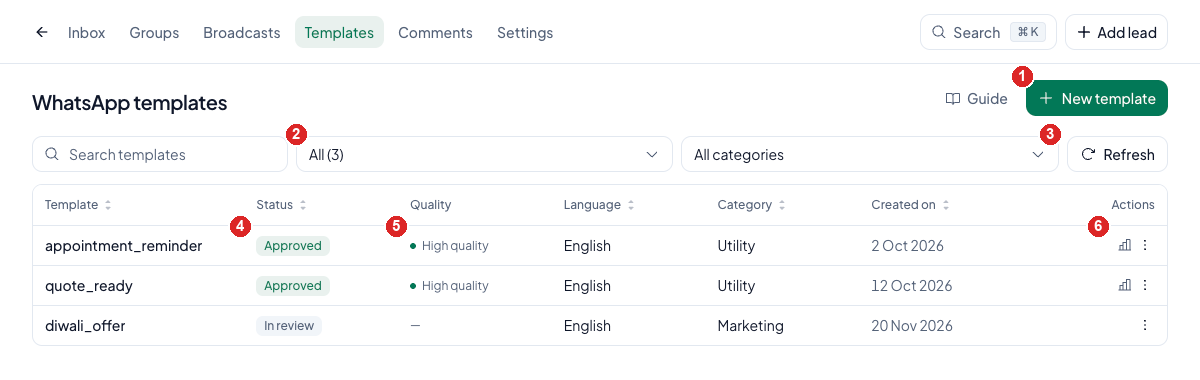 Inbox Groups Broadcasts Templates Comments Settings Search ⌘ K + Add lead
1
WhatsApp templates Guide + New template
2 3
Search templates All (3) All categories Refresh
Template Status Quality Language Category Created on Actions
4 5 6
appointment_reminder Approved High quality English Utility 2 Oct 2026
quote_ready Approved High quality English Utility 12 Oct 2026
diwali_offer In review — English Marketing 20 Nov 2026